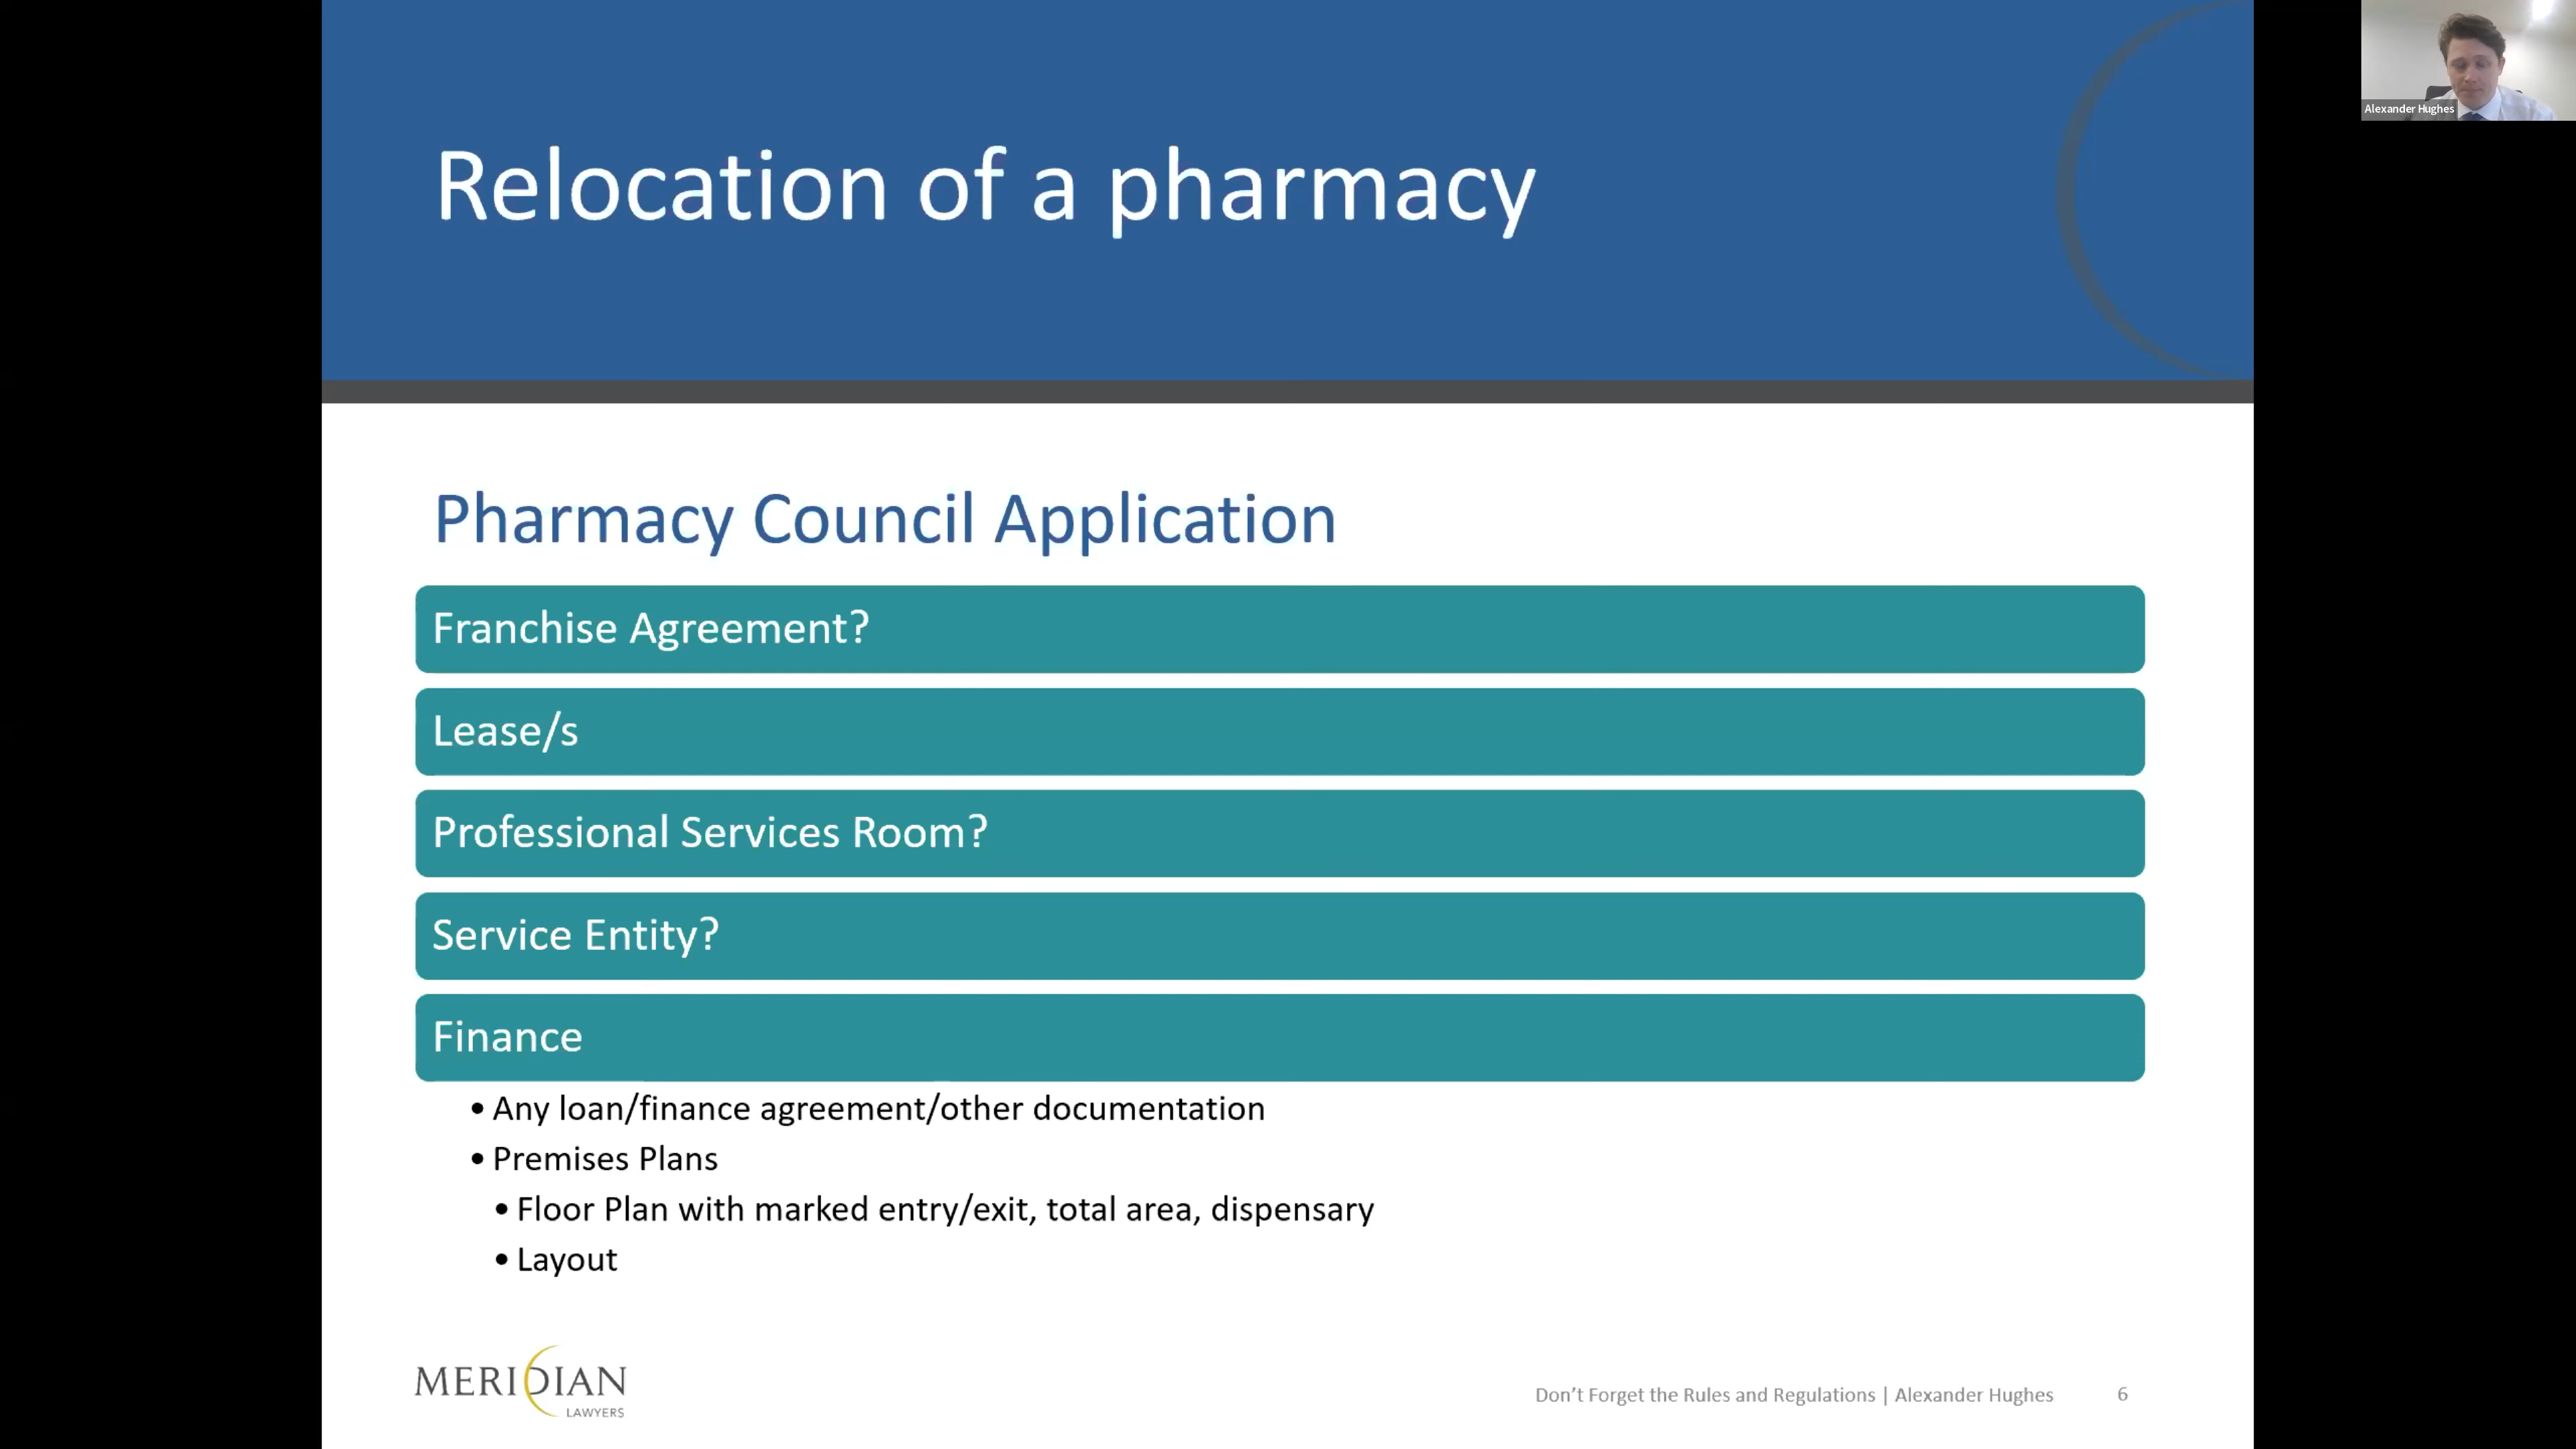 Relocation of a pharmacy
Alexander Hughes
Pharmacy Council Application
Franchise Agreement?
Lease/s
Professional Services Room?
Service Entity?
Finance
• Any loan/finance agreement/other documentation
• Premises Plans
• Floor Plan with marked entry/exit, total area, dispensary
• Layout
MERIDIAN
LAWYERS
Don't Forget the Rules and Regulations | Alexander Hughes 6